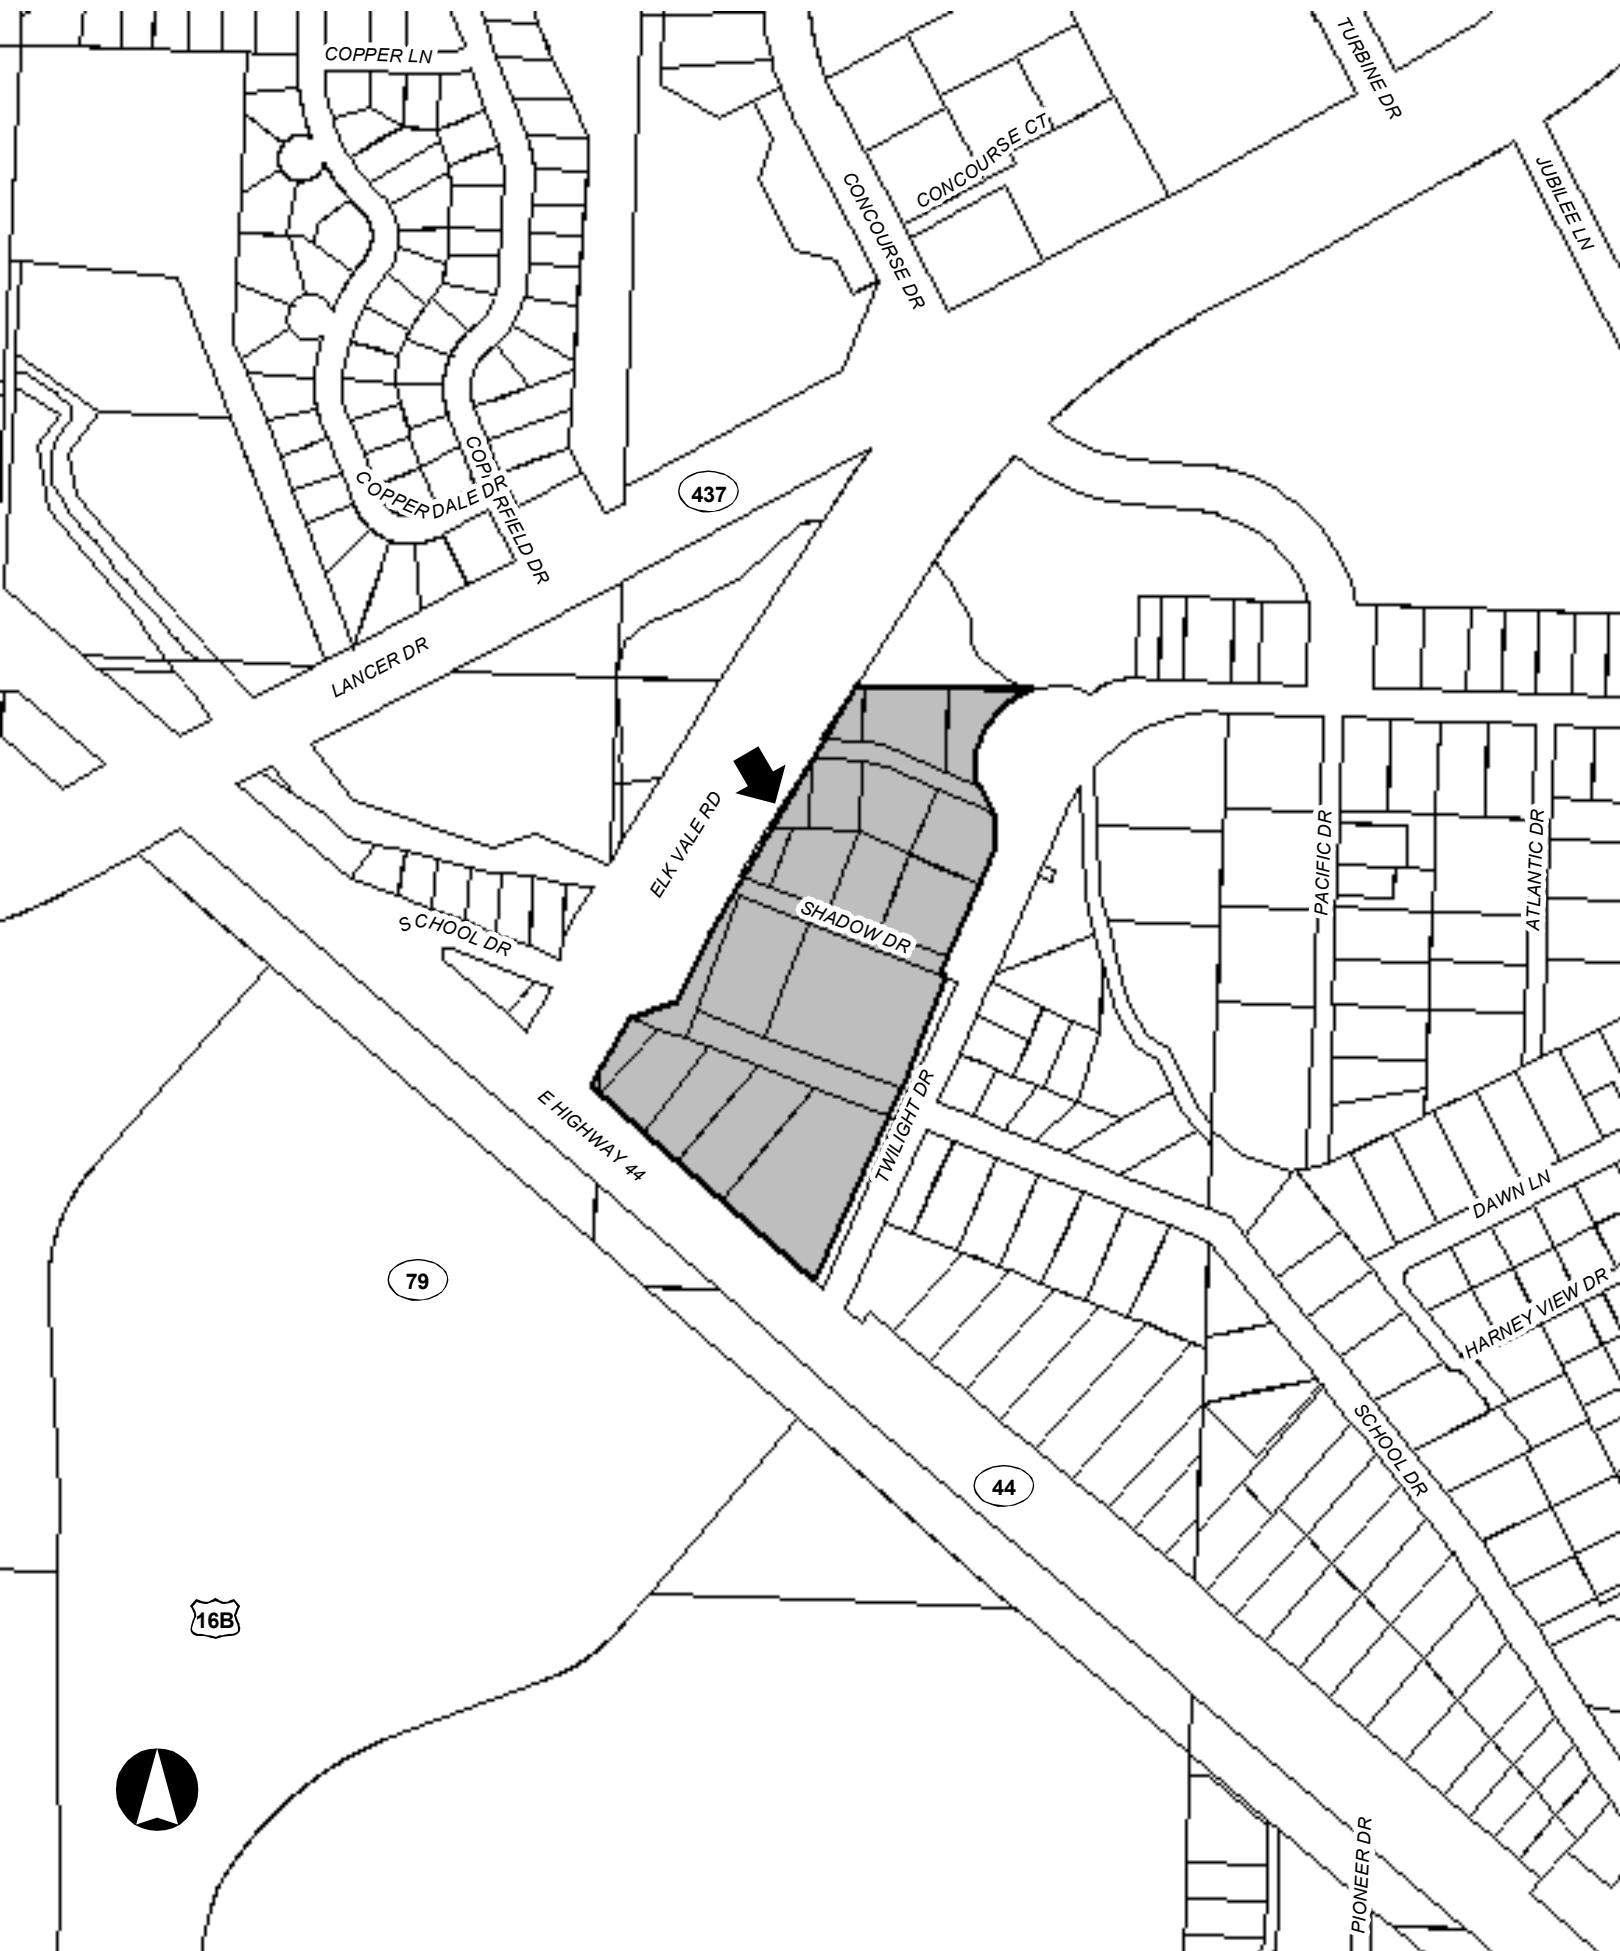 COPPER LN
TURBINE DR
CONCOURSE CT
JUBILEE LN
CONCOURSE DR
COPPERFIELD DR
COPPERDALE DR
437
LANCER DR
ELK VALE RD
PACIFIC DR
ATLANTIC DR
SHADOW DR
SCHOOL DR
E HIGHWAY 44
TWILIGHT DR
DAWN LN
HARNEY VIEW DR
79
SCHOOL DR
44
16B
PIONEER DR